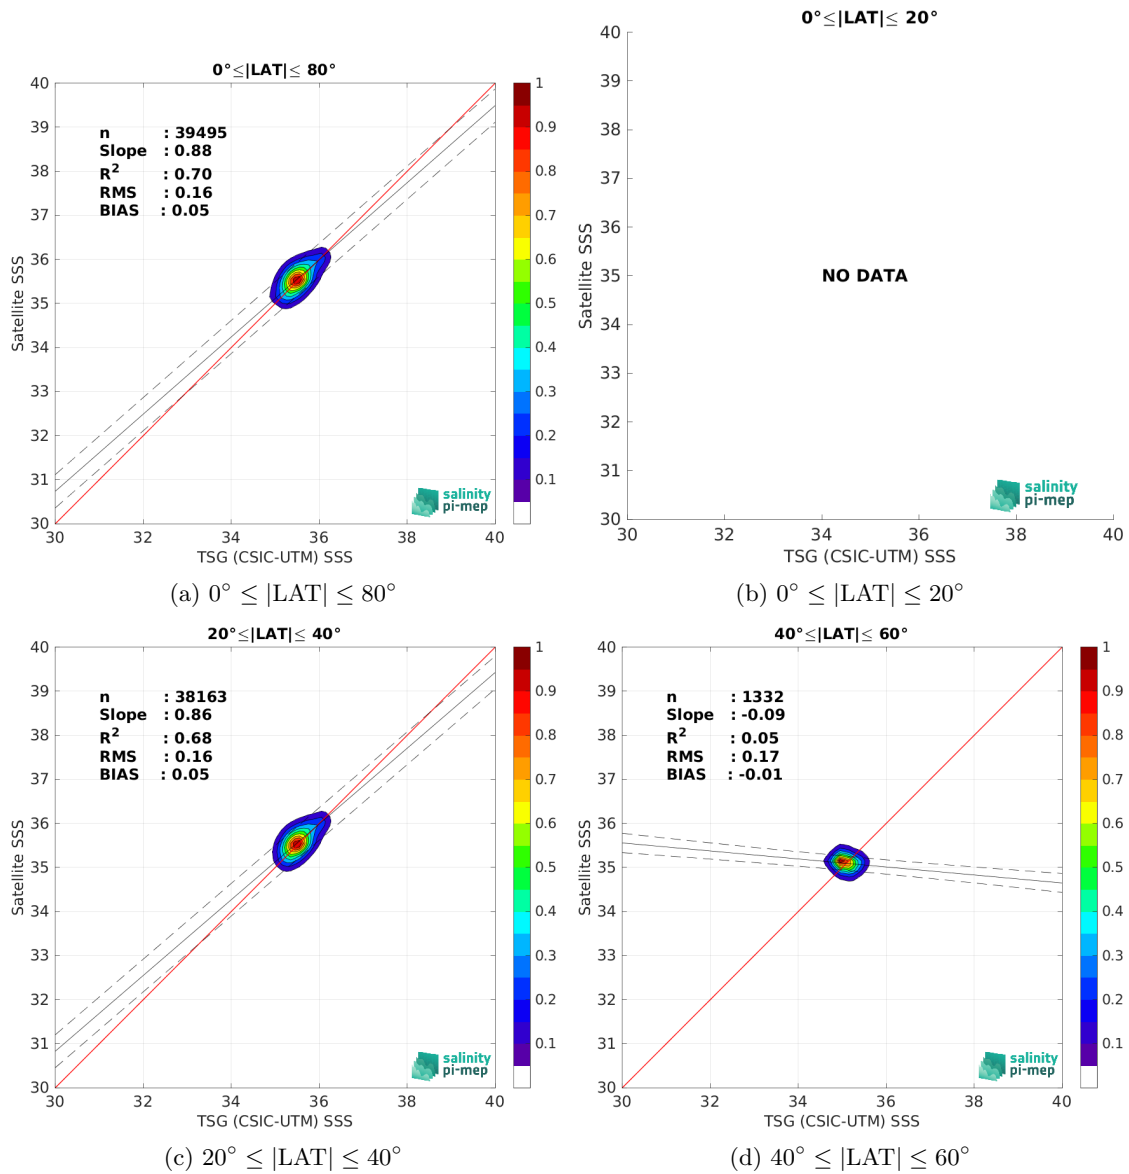 0°≤|LAT|≤ 80°
n : 39495
Slope : 0.88
R² : 0.70
RMS : 0.16
BIAS : 0.05
Satellite SSS
40
39
38
37
36
35
34
33
32
31
30
30 32 34 36 38 40
TSG (CSIC-UTM) SSS
1
0.9
0.8
0.7
0.6
0.5
0.4
0.3
0.2
0.1
salinity
pi-mep
(a) 0° ≤ |LAT| ≤ 80°
0°≤|LAT|≤ 20°
NO DATA
Satellite SSS
40
39
38
37
36
35
34
33
32
31
30
30 32 34 36 38 40
TSG (CSIC-UTM) SSS
salinity
pi-mep
(b) 0° ≤ |LAT| ≤ 20°
20°≤|LAT|≤ 40°
n : 38163
Slope : 0.86
R² : 0.68
RMS : 0.16
BIAS : 0.05
Satellite SSS
40
39
38
37
36
35
34
33
32
31
30
30 32 34 36 38 40
TSG (CSIC-UTM) SSS
1
0.9
0.8
0.7
0.6
0.5
0.4
0.3
0.2
0.1
salinity
pi-mep
(c) 20° ≤ |LAT| ≤ 40°
40°≤|LAT|≤ 60°
n : 1332
Slope : -0.09
R² : 0.05
RMS : 0.17
BIAS : -0.01
Satellite SSS
40
39
38
37
36
35
34
33
32
31
30
30 32 34 36 38 40
TSG (CSIC-UTM) SSS
1
0.9
0.8
0.7
0.6
0.5
0.4
0.3
0.2
0.1
salinity
pi-mep
(d) 40° ≤ |LAT| ≤ 60°